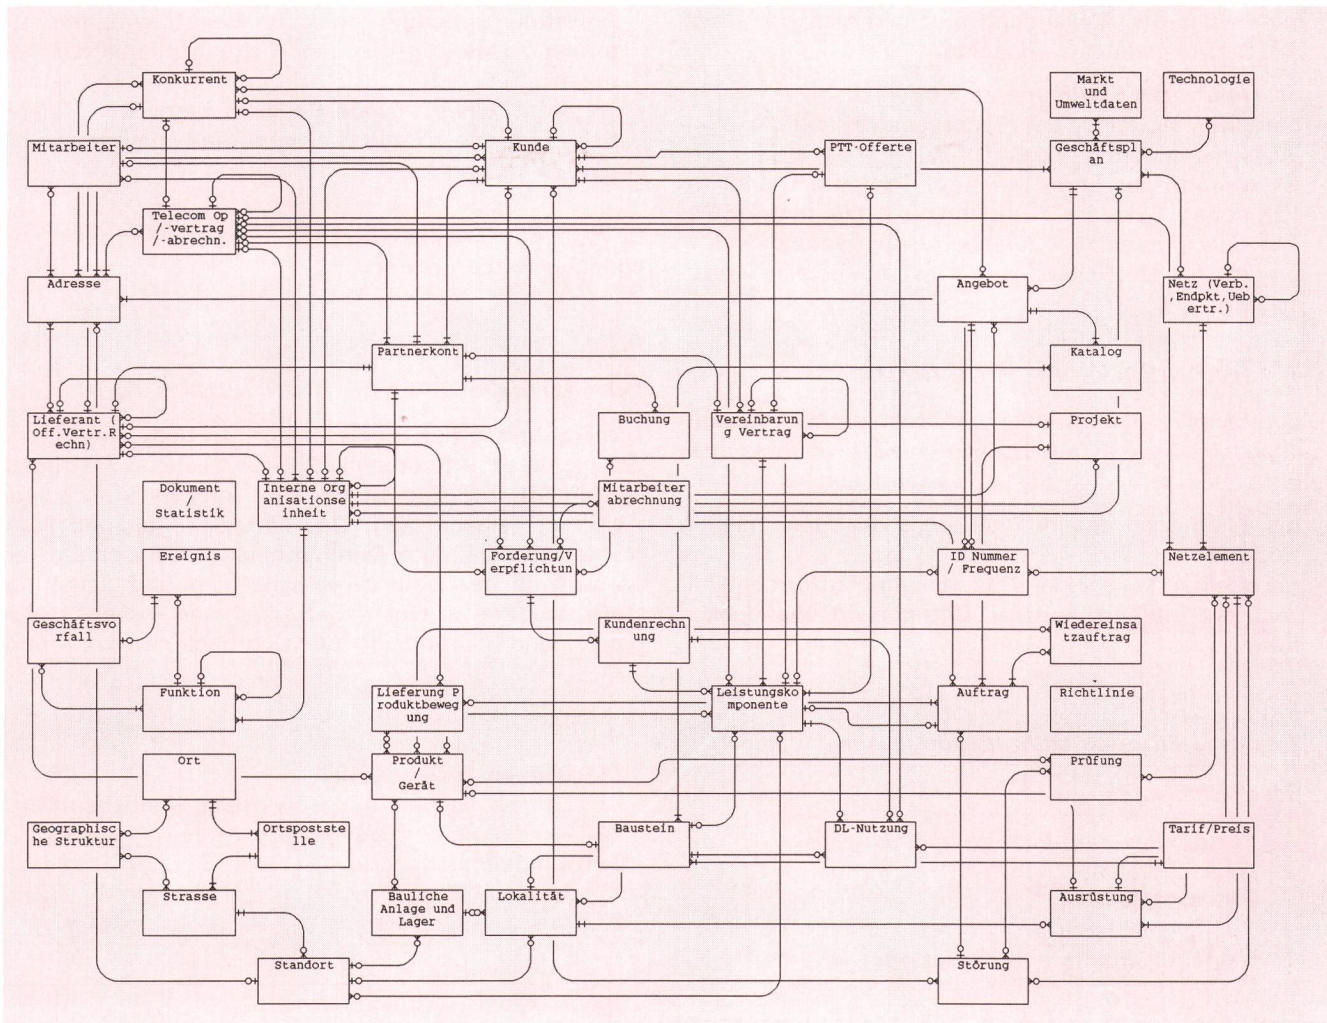 Konkurrent
Markt
und
Umweltdaten
Technologie
Mitarbeiter
Kunde
PTT-Offerte
Geschäftspl
an
Telecom Op
/-vertrag
/-abrechn.
Adresse
Angebot
Netz (Verb.
,Endpkt,Ueb
ertr.)
Partnerkont
Katalog
Lieferant (
Off.Vertr.R
echn)
Buchung
Vereinbarun
g Vertrag
Projekt
Dokument
/
Statistik
Interne Org
anisationse
inheit
Mitarbeiter
abrechnung
Ereignis
Forderung/V
erpflichtun
ID Nummer
/ Frequenz
Netzelement
Geschäftsvo
rfall
Kundenrechn
ung
Wiedereinsa
tzauftrag
Funktion
Lieferung P
roduktbeweg
ung
Leistungsko
mponente
Auftrag
Richtlinie
Ort
Produkt
/
Gerät
Prüfung
Geographisc
he Struktur
Ortspostste
lle
Baustein
DL-Nutzung
Tarif/Preis
Strasse
Bauliche
Anlage und
Lager
Lokalität
Ausrüstung
Standort
Störung